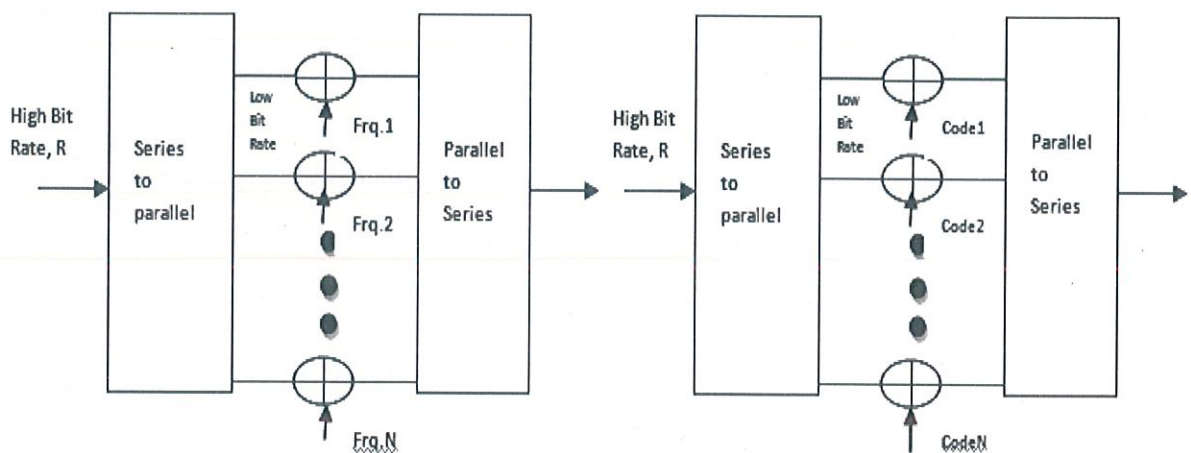 High Bit
Rate, R
Series
to
parallel
Low
Bit
Rate
Frq.1
Frq.2
Frq.N
Parallel
to
Series
High Bit
Rate, R
Series
to
parallel
Low
Bit
Rate
Code1
Code2
CodeN
Parallel
to
Series